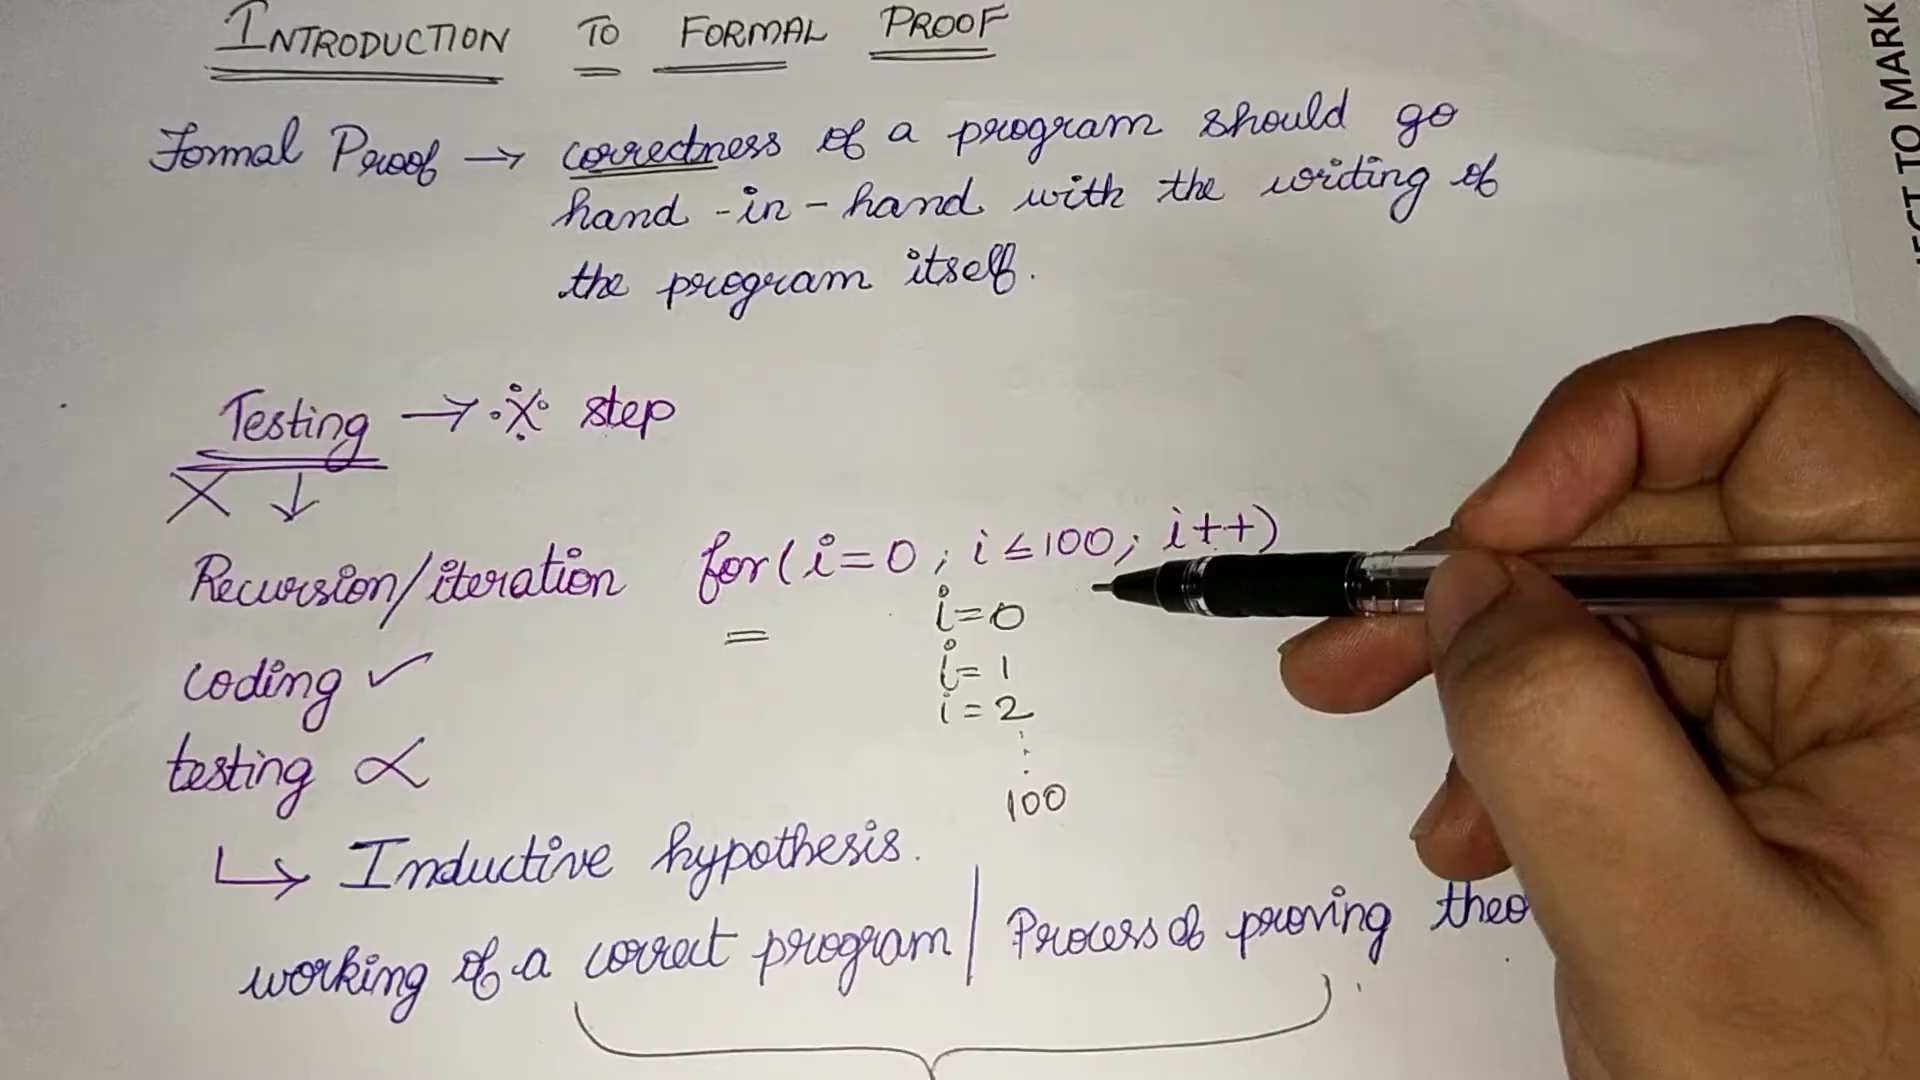 INTRODUCTION TO FORMAL PROOF
Formal Proof → correctness of a program should go
hand-in-hand with the writing of
the program itself.
Testing → step
X ↓
Recursion/iteration for(i=0; i≤100; i++)
=
i=0
i=1
i=2
100
coding ✓
testing
↳ Inductive hypothesis.
working of a correct program | Process of proving theo
TO MARK